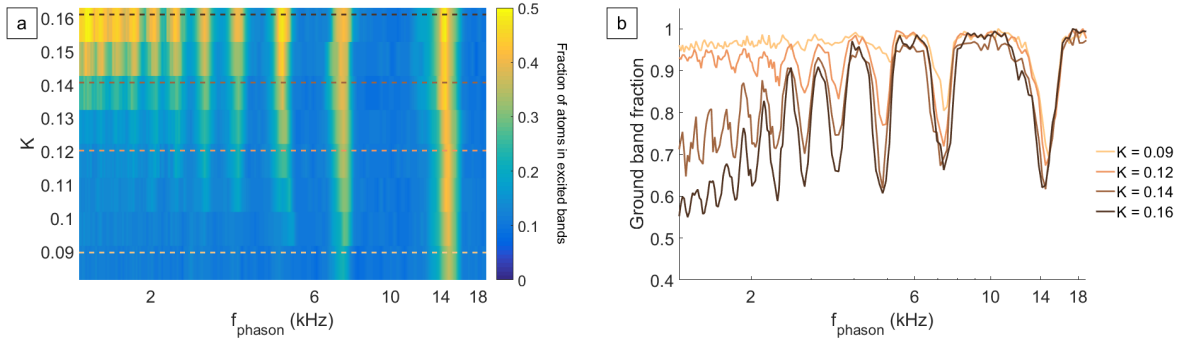 a
K
0.16
0.15
0.14
0.13
0.12
0.11
0.1
0.09
2
6
10
14
18
f_phason (kHz)
0.5
0.4
0.3
0.2
0.1
0
Fraction of atoms in excited bands
b
Ground band fraction
1
0.9
0.8
0.7
0.6
0.5
0.4
2
6
10
14
18
f_phason (kHz)
K = 0.09
K = 0.12
K = 0.14
K = 0.16